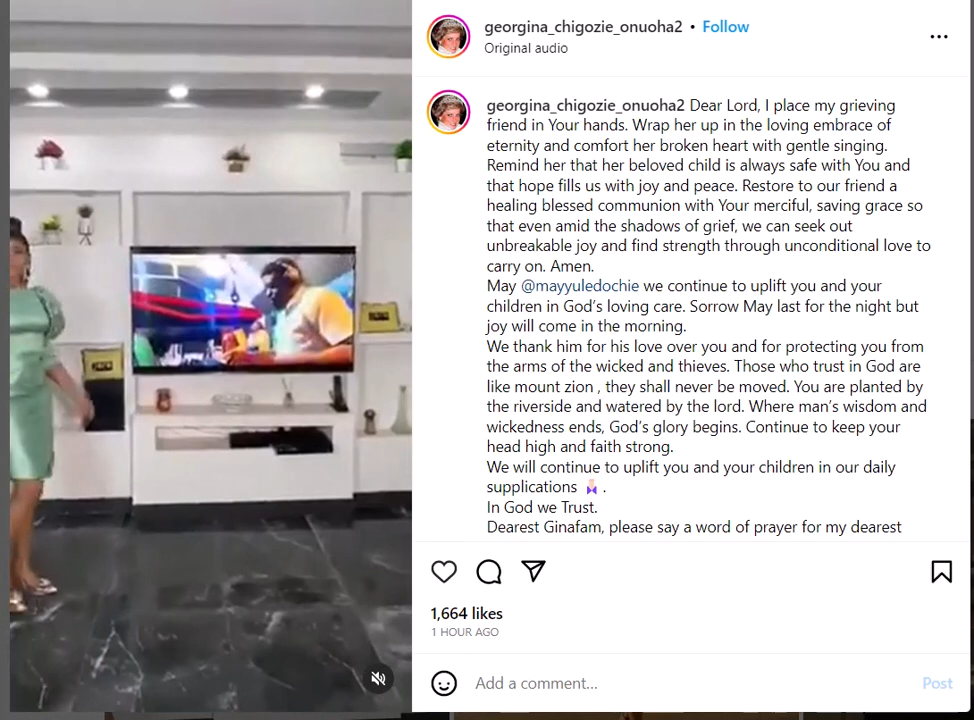 georgina_chigozie_onuoha2 • Follow
Original audio
georgina_chigozie_onuoha2 Dear Lord, I place my grieving
friend in Your hands. Wrap her up in the loving embrace of
eternity and comfort her broken heart with gentle singing.
Remind her that her beloved child is always safe with You and
that hope fills us with joy and peace. Restore to our friend a
healing blessed communion with Your merciful, saving grace so
that even amid the shadows of grief, we can seek out
unbreakable joy and find strength through unconditional love to
carry on. Amen.
May @mayyuledochie we continue to uplift you and your
children in God’s loving care. Sorrow May last for the night but
joy will come in the morning.
We thank him for his love over you and for protecting you from
the arms of the wicked and thieves. Those who trust in God are
like mount zion , they shall never be moved. You are planted by
the riverside and watered by the lord. Where man’s wisdom and
wickedness ends, God’s glory begins. Continue to keep your
head high and faith strong.
We will continue to uplift you and your children in our daily
supplications 🙏🏻 .
In God we Trust.
Dearest Ginafam, please say a word of prayer for my dearest
1,664 likes
1 HOUR AGO
Add a comment...
Post